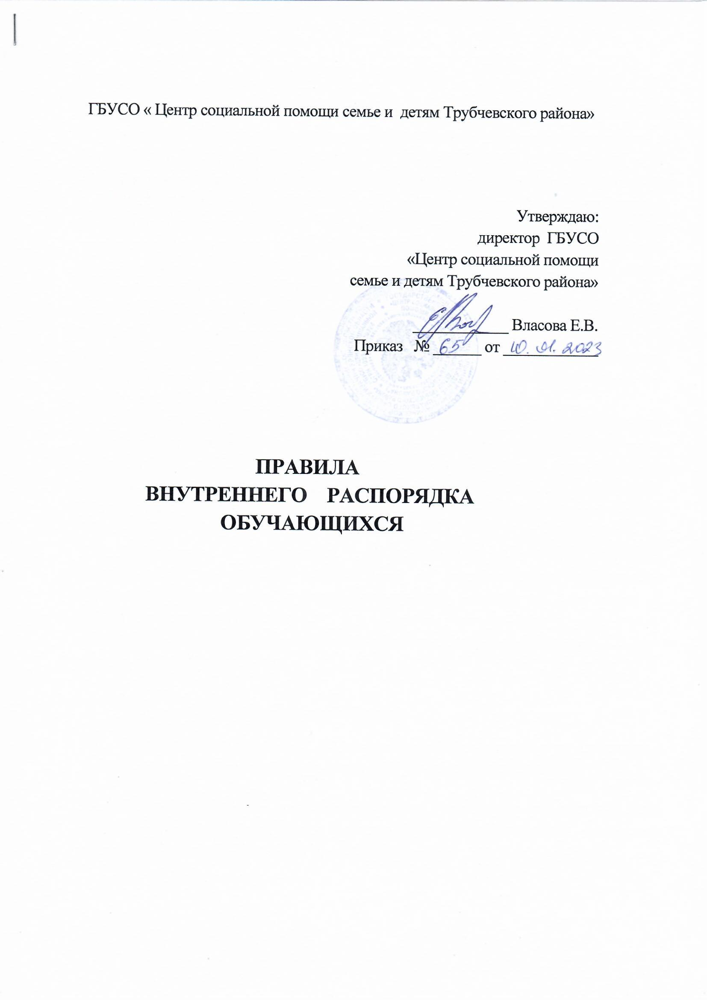 ГБУСО « Центр социальной помощи семье и детям Трубчевского района»
Утверждаю:
директор ГБУСО
«Центр социальной помощи
семье и детям Трубчевского района»
Власова Е.В.
Приказ № 65 от 10. 01. 2023
ПРАВИЛА
ВНУТРЕННЕГО РАСПОРЯДКА
ОБУЧАЮЩИХСЯ